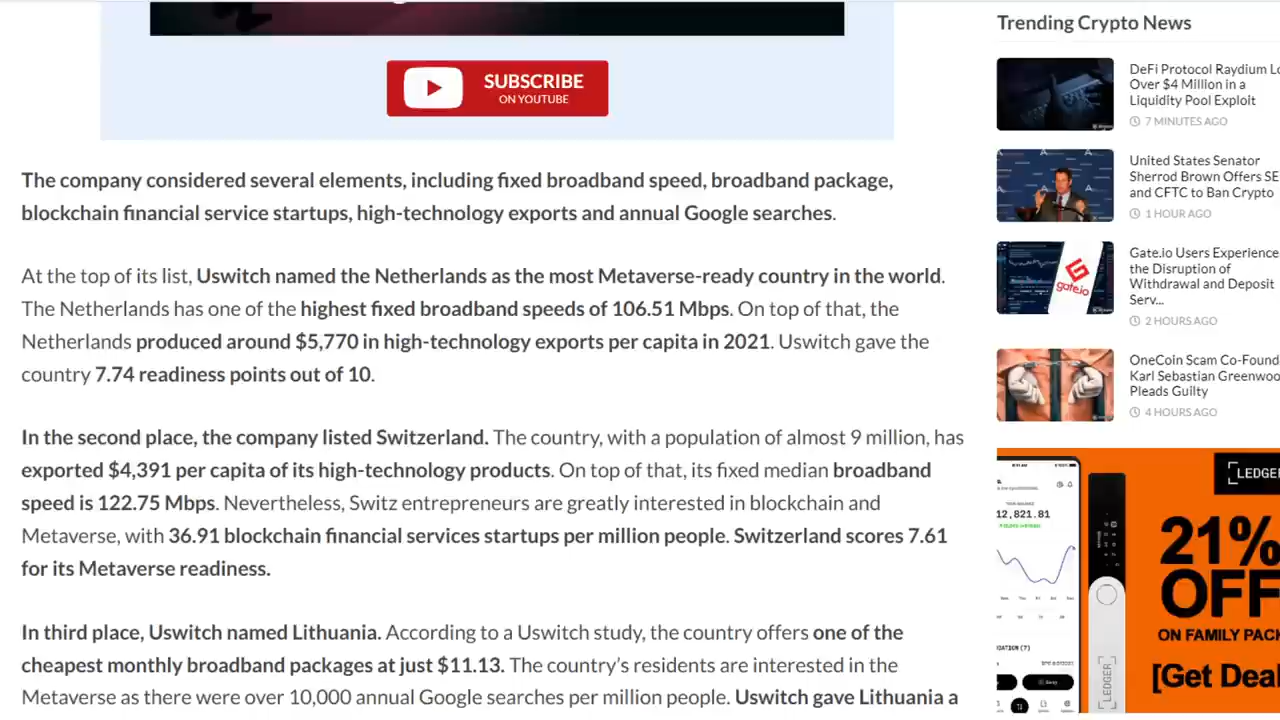 SUBSCRIBE
ON YOUTUBE
The company considered several elements, including fixed broadband speed, broadband package,
blockchain financial service startups, high-technology exports and annual Google searches.
At the top of its list, Uswitch named the Netherlands as the most Metaverse-ready country in the world.
The Netherlands has one of the highest fixed broadband speeds of 106.51 Mbps. On top of that, the
Netherlands produced around $5,770 in high-technology exports per capita in 2021. Uswitch gave the
country 7.74 readiness points out of 10.
In the second place, the company listed Switzerland. The country, with a population of almost 9 million, has
exported $4,391 per capita of its high-technology products. On top of that, its fixed median broadband
speed is 122.75 Mbps. Nevertheless, Switz entrepreneurs are greatly interested in blockchain and
Metaverse, with 36.91 blockchain financial services startups per million people. Switzerland scores 7.61
for its Metaverse readiness.
In third place, Uswitch named Lithuania. According to a Uswitch study, the country offers one of the
cheapest monthly broadband packages at just $11.13. The country's residents are interested in the
Metaverse as there were over 10,000 annual Google searches per million people. Uswitch gave Lithuania a
Trending Crypto News
DeFi Protocol Raydium Lo
Over $4 Million in a
Liquidity Pool Exploit
7 MINUTES AGO
United States Senator
Sherrod Brown Offers SE
and CFTC to Ban Crypto
1 HOUR AGO
gate.io
Gate.io Users Experience
the Disruption of
Withdrawal and Deposit
Serv...
2 HOURS AGO
OneCoin Scam Co-Found
Karl Sebastian Greenwoo
Pleads Guilty
4 HOURS AGO
LEDGER
12,821.81
21%
OFF
ON FAMILY PACK
[Get Deal
LEDGER